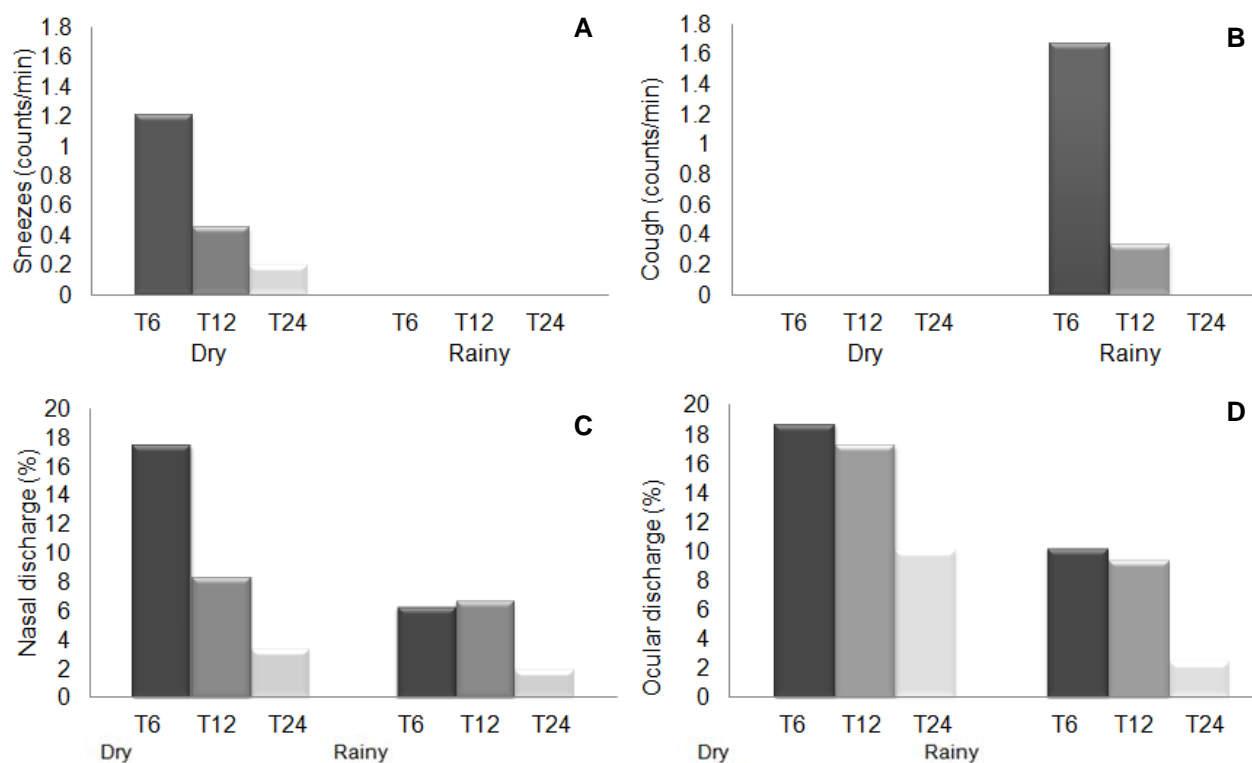 A
Sneezes (counts/min)
1.8
1.6
1.4
1.2
1
0.8
0.6
0.4
0.2
0
T6 T12 T24 T6 T12 T24
Dry Rainy
B
Cough (counts/min)
1.8
1.6
1.4
1.2
1
0.8
0.6
0.4
0.2
0
T6 T12 T24 T6 T12 T24
Dry Rainy
C
Nasal discharge (%)
20
18
16
14
12
10
8
6
4
2
0
T6 T12 T24 T6 T12 T24
Dry Rainy
D
Ocular discharge (%)
20
18
16
14
12
10
8
6
4
2
0
T6 T12 T24 T6 T12 T24
Dry Rainy